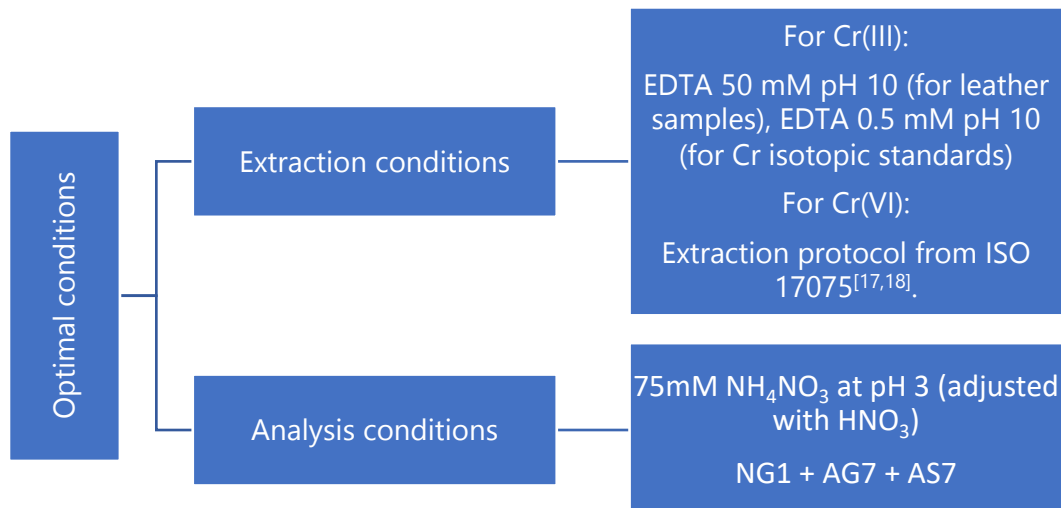 Optimal conditions
Extraction conditions
For Cr(III):
EDTA 50 mM pH 10 (for leather
samples), EDTA 0.5 mM pH 10
(for Cr isotopic standards)
For Cr(VI):
Extraction protocol from ISO
17075[17,18].
Analysis conditions
75mM NH₄NO₃ at pH 3 (adjusted
with HNO₃)
NG1 + AG7 + AS7